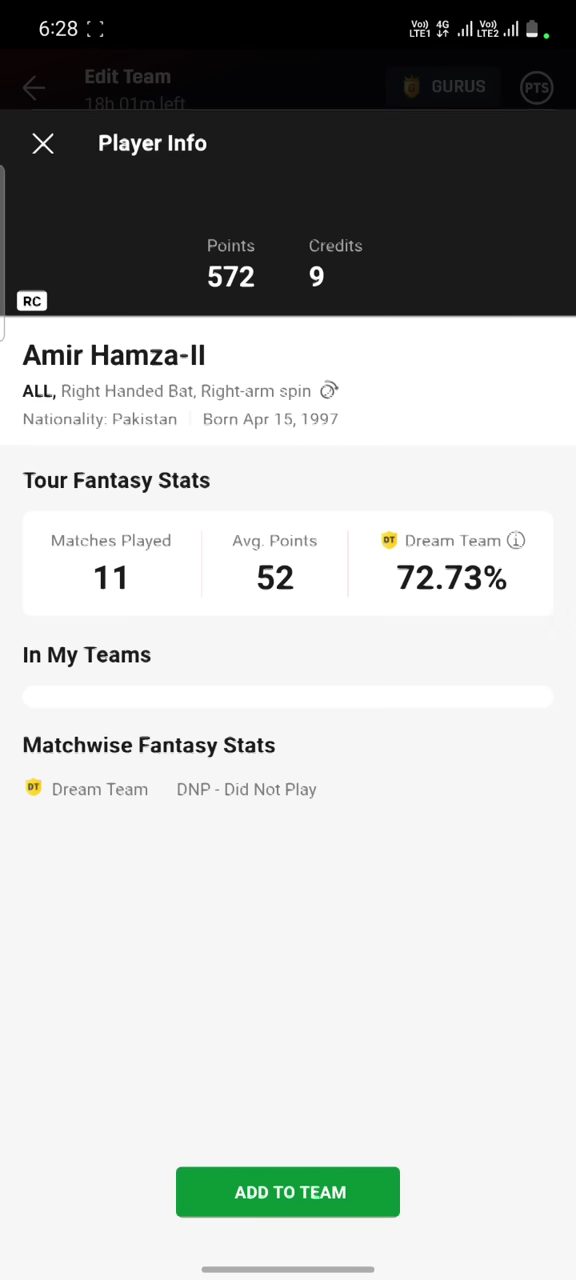 6:28 Vo)) LTE1 4G Vo)) LTE2
Edit Team
18h 01m left
GURUS PTS
Player Info
Points Credits
572 9
RC
Amir Hamza-II
ALL, Right Handed Bat, Right-arm spin
Nationality: Pakistan Born Apr 15, 1997
Tour Fantasy Stats
Matches Played Avg. Points DT Dream Team
11 52 72.73%
In My Teams
Matchwise Fantasy Stats
DT Dream Team DNP - Did Not Play
ADD TO TEAM